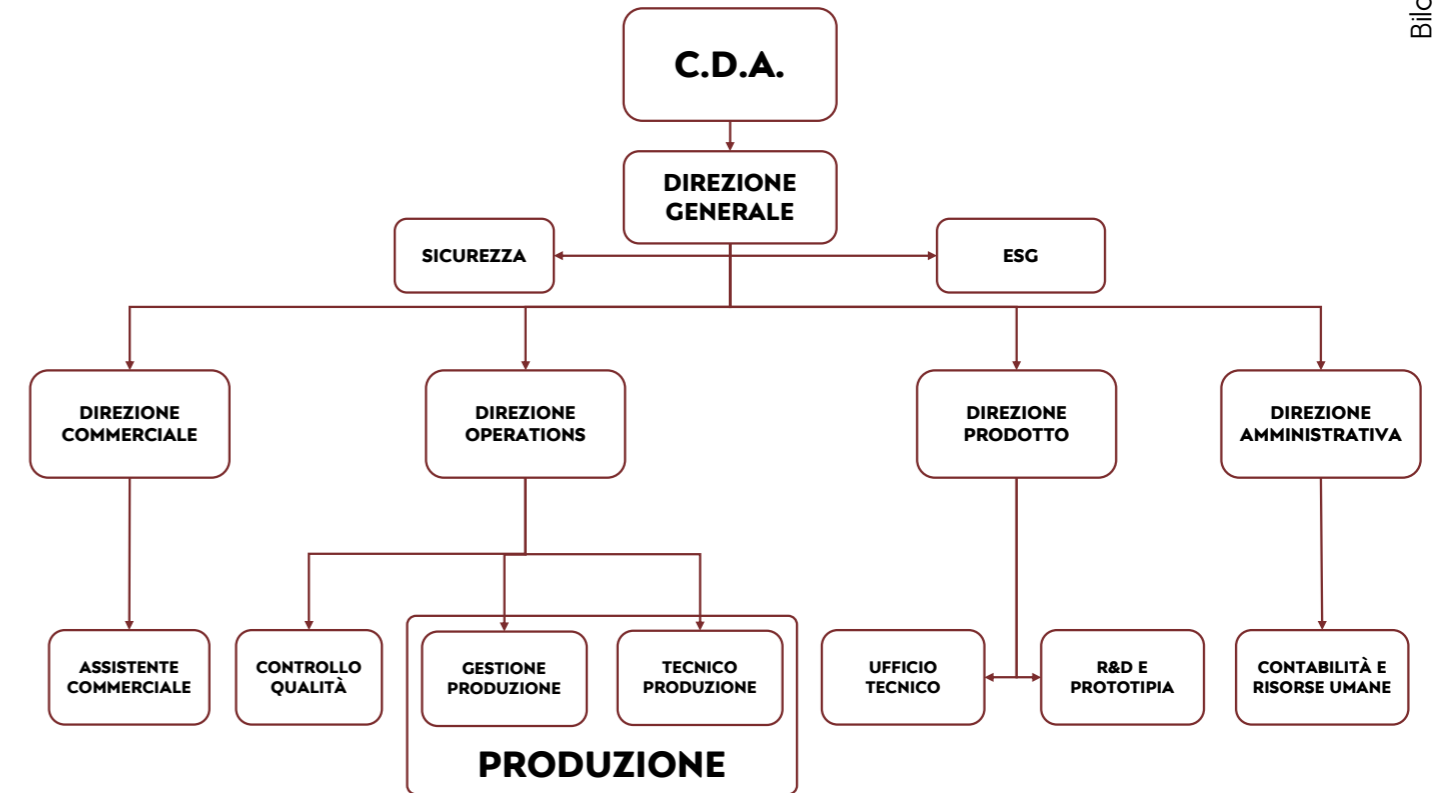 Bilc
C.D.A.
DIREZIONE
GENERALE
SICUREZZA
ESG
DIREZIONE
COMMERCIALE
DIREZIONE
OPERATIONS
DIREZIONE
PRODOTTO
DIREZIONE
AMMINISTRATIVA
ASSISTENTE
COMMERCIALE
CONTROLLO
QUALITÀ
GESTIONE
PRODUZIONE
TECNICO
PRODUZIONE
UFFICIO
TECNICO
R&D E
PROTOTIPIA
CONTABILITÀ E
RISORSE UMANE
PRODUZIONE